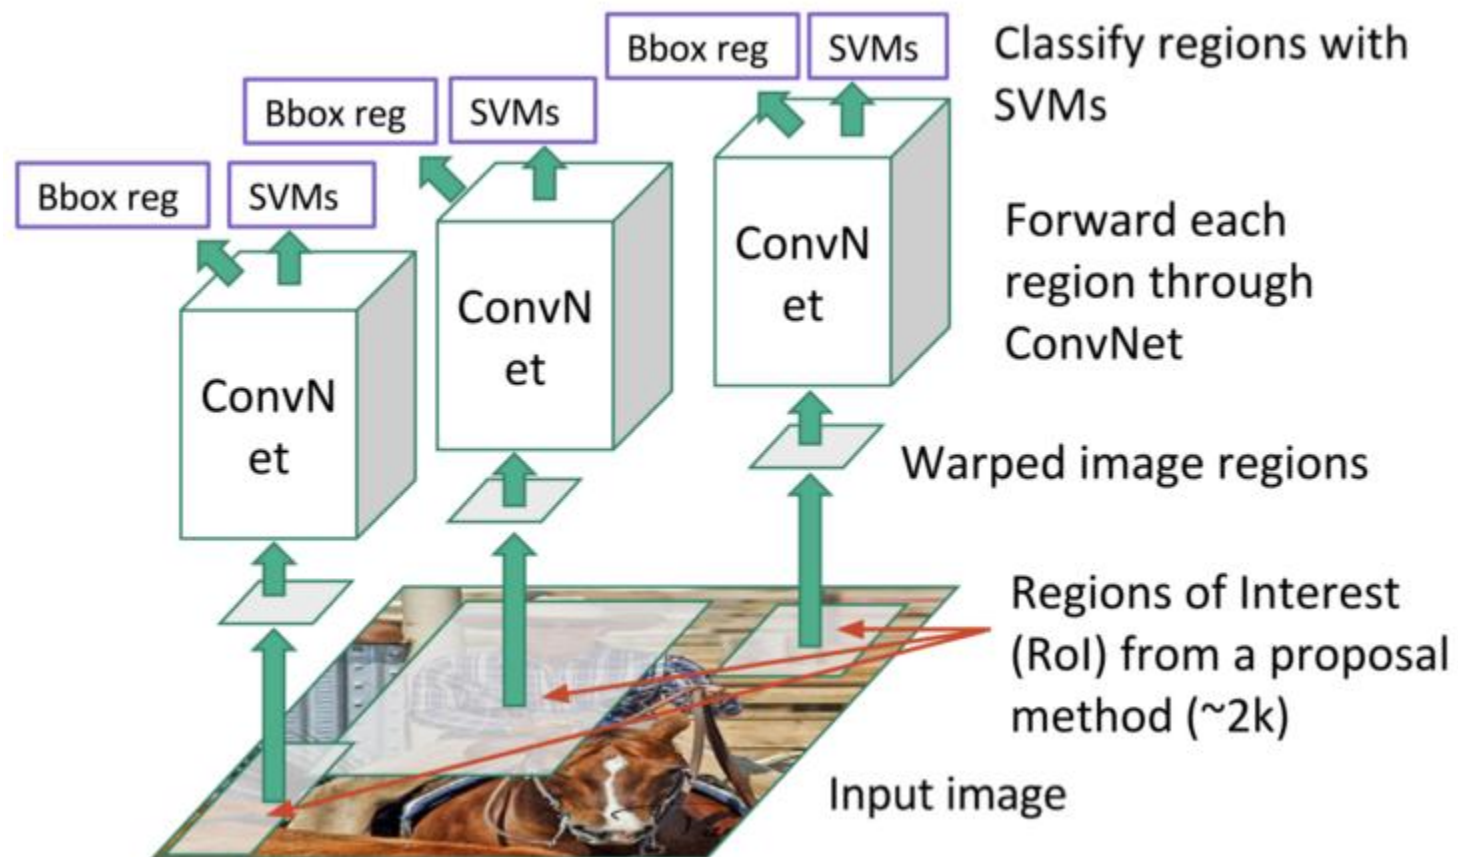 Bbox reg
SVMs
Classify regions with
SVMs
Bbox reg
SVMs
Bbox reg
SVMs
Forward each
region through
ConvNet
ConvN
et
ConvN
et
ConvN
et
Warped image regions
Regions of Interest
(RoI) from a proposal
method (~2k)
Input image